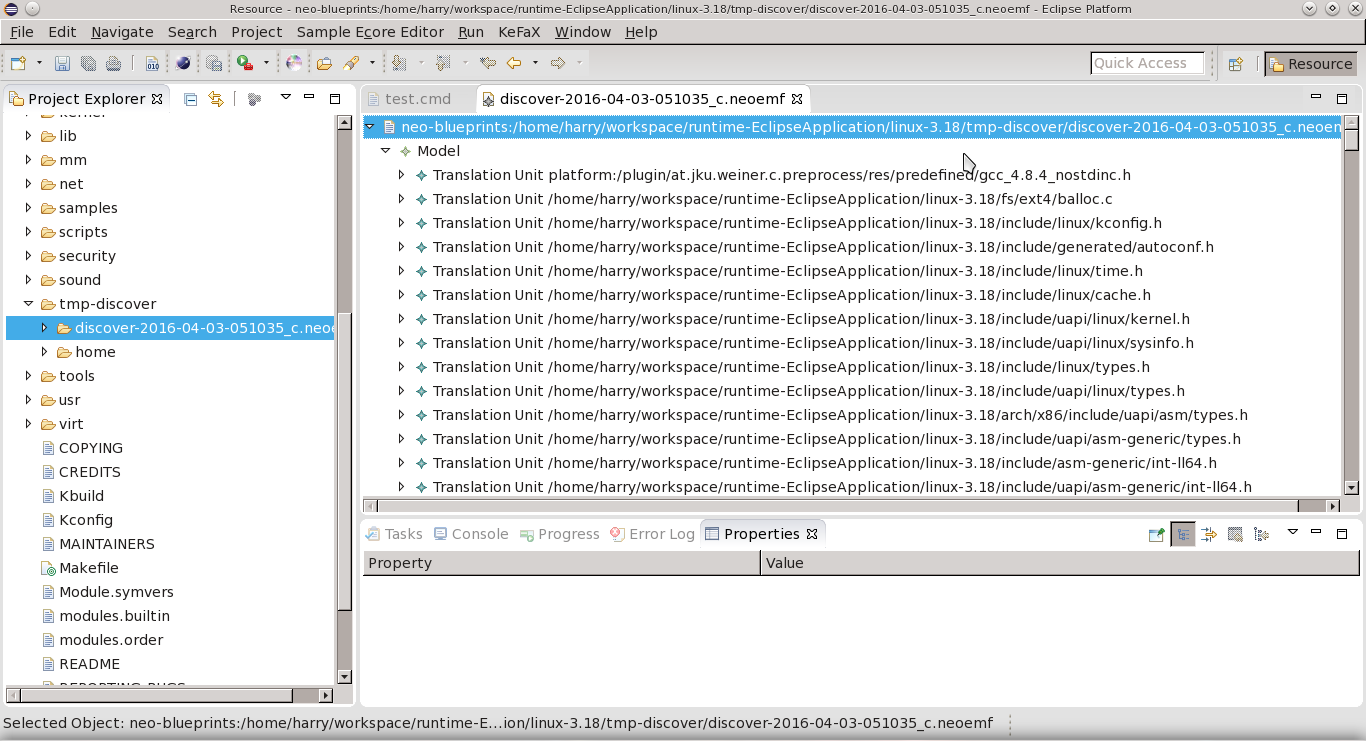 Resource - neo-blueprints:/home/harry/workspace/runtime-EclipseApplication/linux-3.18/tmp-discover/discover-2016-04-03-051035_c.neoemf - Eclipse Platform
File Edit Navigate Search Project Sample Ecore Editor Run KeFaX Window Help
Quick Access Resource
Project Explorer
kernel
lib
mm
net
samples
scripts
security
sound
tmp-discover
discover-2016-04-03-051035_c.neoe
home
tools
usr
virt
COPYING
CREDITS
Kbuild
Kconfig
MAINTAINERS
Makefile
Module.symvers
modules.builtin
modules.order
README
REPORTING-BUGS
test.cmd discover-2016-04-03-051035_c.neoemf
neo-blueprints:/home/harry/workspace/runtime-EclipseApplication/linux-3.18/tmp-discover/discover-2016-04-03-051035_c.neoem
Model
Translation Unit platform:/plugin/at.jku.weiner.c.preprocess/res/predefined/gcc_4.8.4_nostdinc.h
Translation Unit /home/harry/workspace/runtime-EclipseApplication/linux-3.18/fs/ext4/balloc.c
Translation Unit /home/harry/workspace/runtime-EclipseApplication/linux-3.18/include/linux/kconfig.h
Translation Unit /home/harry/workspace/runtime-EclipseApplication/linux-3.18/include/generated/autoconf.h
Translation Unit /home/harry/workspace/runtime-EclipseApplication/linux-3.18/include/linux/time.h
Translation Unit /home/harry/workspace/runtime-EclipseApplication/linux-3.18/include/linux/cache.h
Translation Unit /home/harry/workspace/runtime-EclipseApplication/linux-3.18/include/uapi/linux/kernel.h
Translation Unit /home/harry/workspace/runtime-EclipseApplication/linux-3.18/include/uapi/linux/sysinfo.h
Translation Unit /home/harry/workspace/runtime-EclipseApplication/linux-3.18/include/linux/types.h
Translation Unit /home/harry/workspace/runtime-EclipseApplication/linux-3.18/include/uapi/linux/types.h
Translation Unit /home/harry/workspace/runtime-EclipseApplication/linux-3.18/arch/x86/include/uapi/asm/types.h
Translation Unit /home/harry/workspace/runtime-EclipseApplication/linux-3.18/include/uapi/asm-generic/types.h
Translation Unit /home/harry/workspace/runtime-EclipseApplication/linux-3.18/include/asm-generic/int-ll64.h
Translation Unit /home/harry/workspace/runtime-EclipseApplication/linux-3.18/include/uapi/asm-generic/int-ll64.h
Tasks Console Progress Error Log Properties
Property Value
Selected Object: neo-blueprints:/home/harry/workspace/runtime-E...ion/linux-3.18/tmp-discover/discover-2016-04-03-051035_c.neoemf